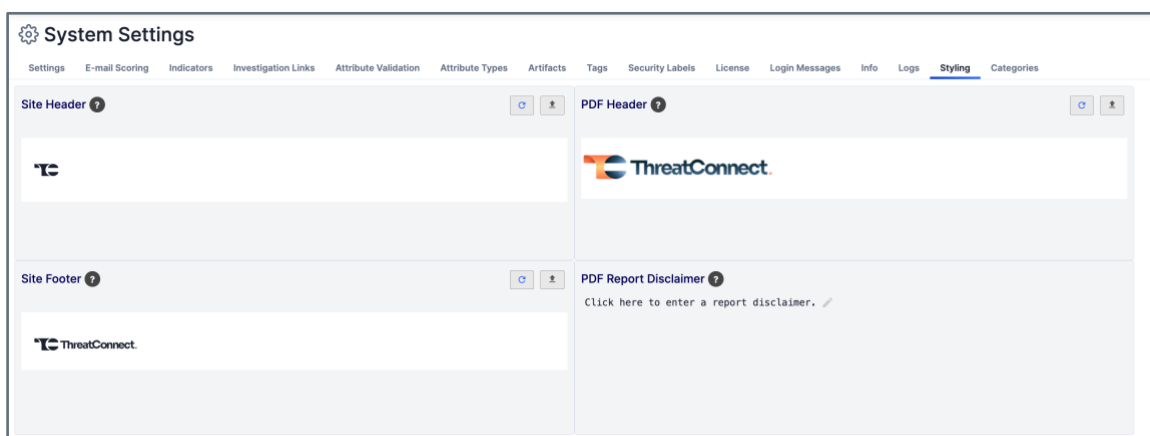 System Settings
Settings E-mail Scoring Indicators Investigation Links Attribute Validation Attribute Types Artifacts Tags Security Labels License Login Messages Info Logs Styling Categories
Site Header ?
PDF Header ?
TC
ThreatConnect.
Site Footer ?
PDF Report Disclaimer ?
Click here to enter a report disclaimer.
ThreatConnect.